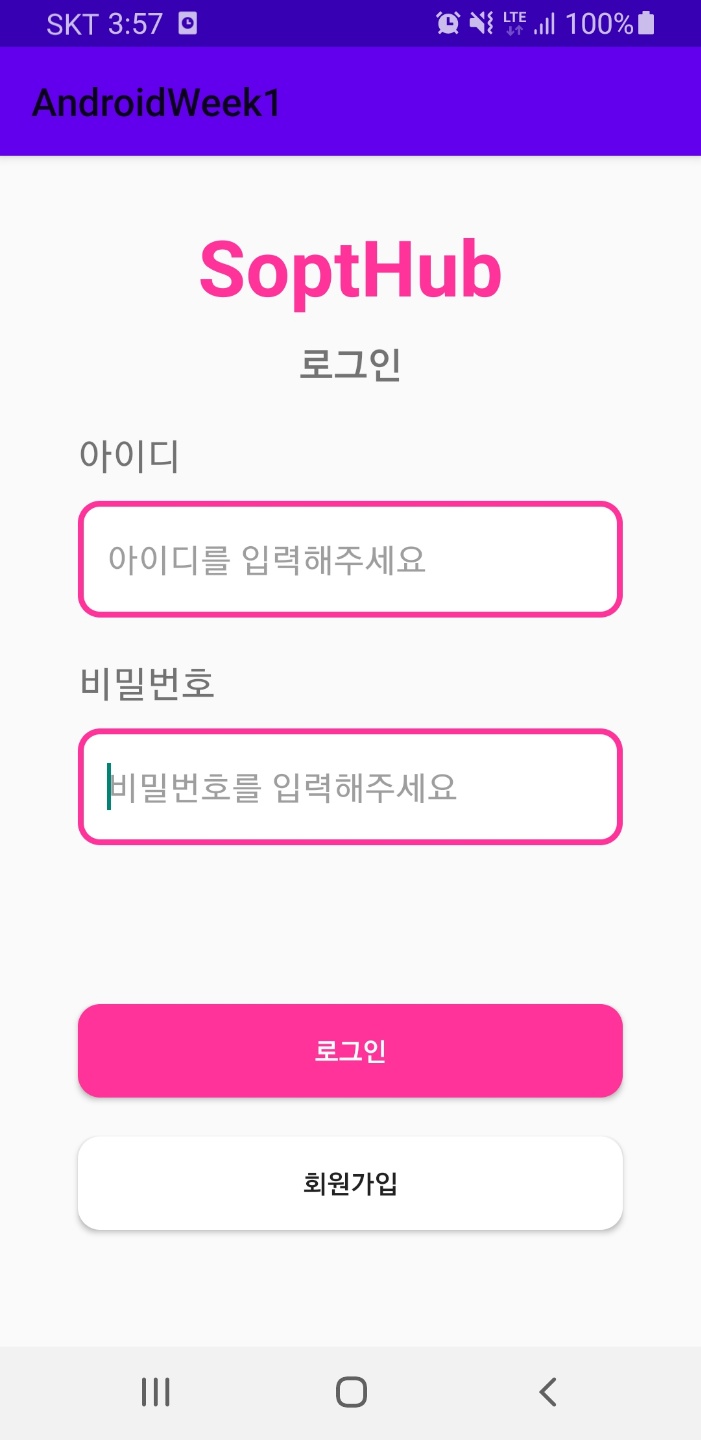 SKT 3:57 LTE 100%
AndroidWeek1
SoptHub
로그인
아이디
아이디를 입력해주세요
비밀번호
비밀번호를 입력해주세요
로그인
회원가입